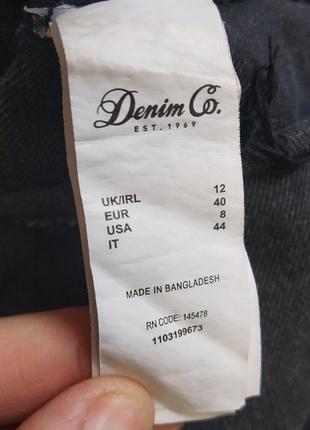 Denim Co.
EST. 1969
UK/IRL 12
EUR 40
USA 8
IT 44
MADE IN BANGLADESH
RN CODE: 145478
1103199673